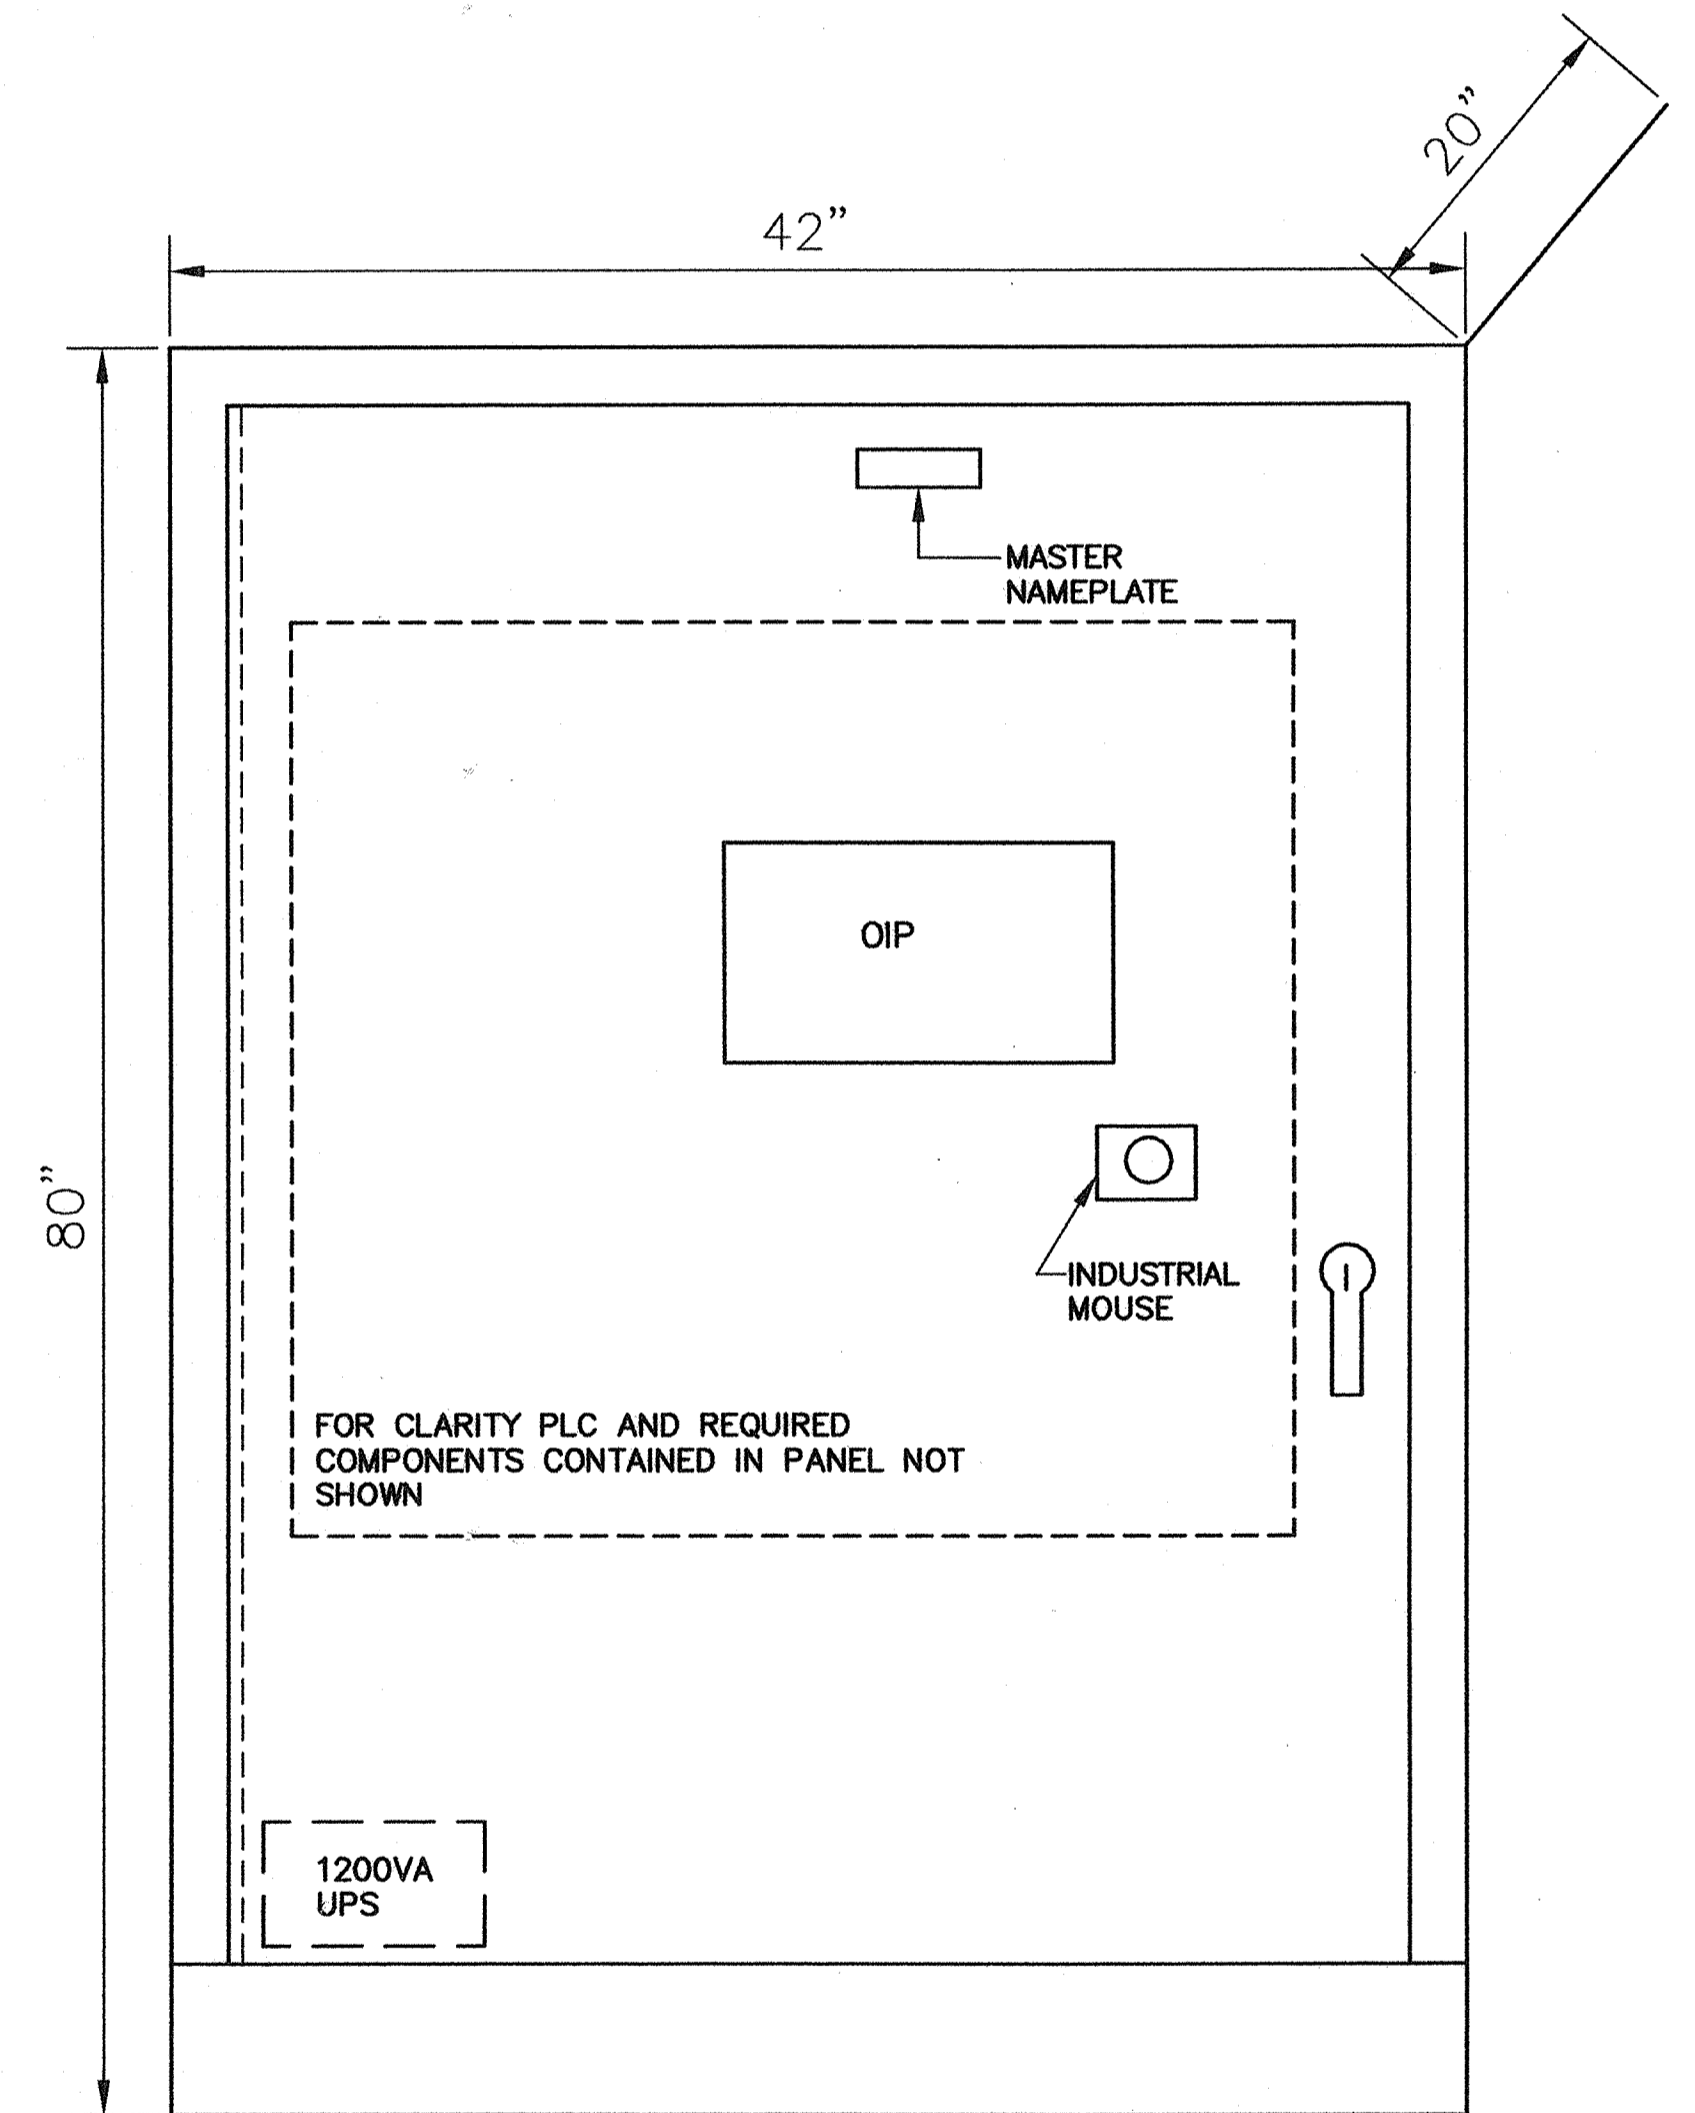 20”
42”
MASTER
NAMEPLATE
OIP
80”
INDUSTRIAL
MOUSE
FOR CLARITY PLC AND REQUIRED
COMPONENTS CONTAINED IN PANEL NOT
SHOWN
1200VA
UPS